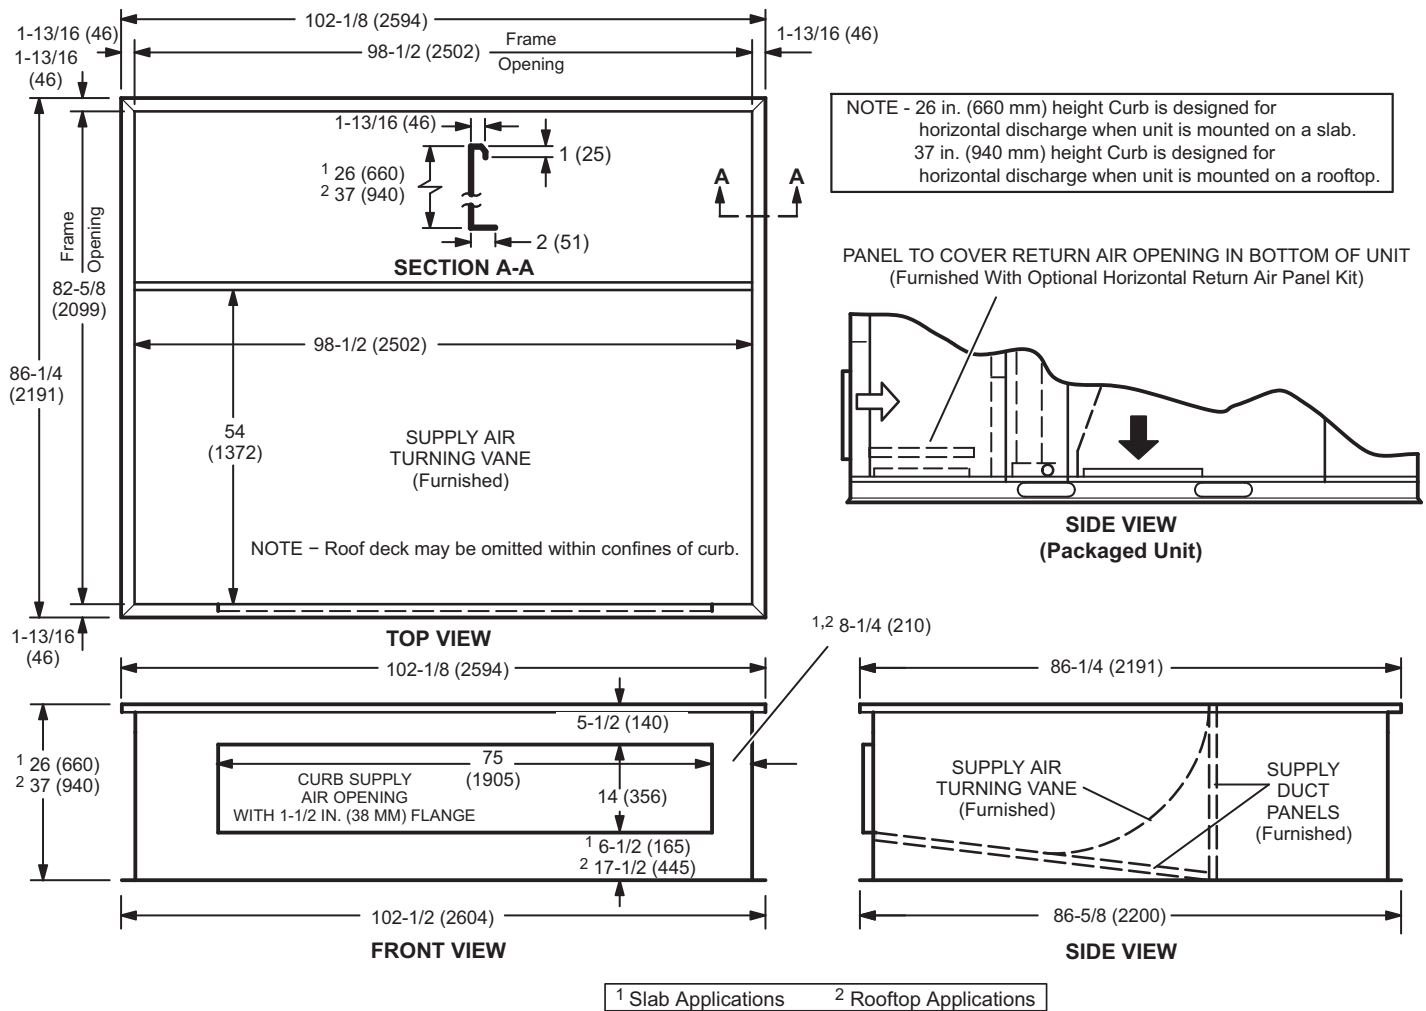 102-1/8 (2594)
1-13/16 (46)
98-1/2 (2502)
Frame
Opening
1-13/16 (46)
1-13/16
(46)
Frame
Opening
82-5/8
(2099)
86-1/4
(2191)
1-13/16
(46)
1-13/16 (46)
1 (25)
1 26 (660)
2 37 (940)
2 (51)
SECTION A-A
A A
98-1/2 (2502)
54
(1372)
SUPPLY AIR
TURNING VANE
(Furnished)
NOTE – Roof deck may be omitted within confines of curb.
TOP VIEW
NOTE - 26 in. (660 mm) height Curb is designed for
horizontal discharge when unit is mounted on a slab.
37 in. (940 mm) height Curb is designed for
horizontal discharge when unit is mounted on a rooftop.
PANEL TO COVER RETURN AIR OPENING IN BOTTOM OF UNIT
(Furnished With Optional Horizontal Return Air Panel Kit)
SIDE VIEW
(Packaged Unit)
102-1/8 (2594)
1,2 8-1/4 (210)
5-1/2 (140)
1 26 (660)
2 37 (940)
75
(1905)
CURB SUPPLY
AIR OPENING
WITH 1-1/2 IN. (38 MM) FLANGE
14 (356)
1 6-1/2 (165)
2 17-1/2 (445)
102-1/2 (2604)
FRONT VIEW
86-1/4 (2191)
SUPPLY AIR
TURNING VANE
(Furnished)
SUPPLY
DUCT
PANELS
(Furnished)
86-5/8 (2200)
SIDE VIEW
1 Slab Applications 2 Rooftop Applications